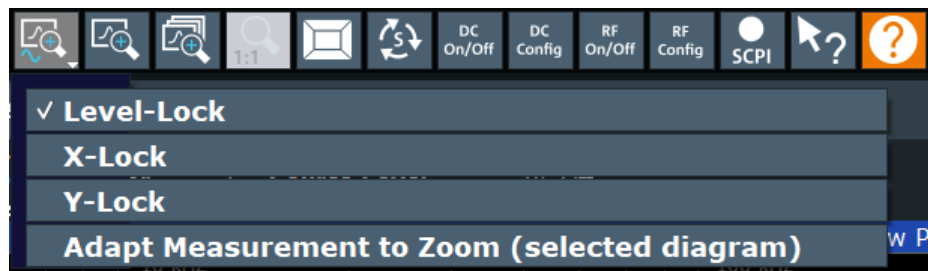 1:1
S
DC DC RF RF
On/Off Config On/Off Config SCPI ? ?
✓ Level-Lock
X-Lock
Y-Lock
Adapt Measurement to Zoom (selected diagram)
w P